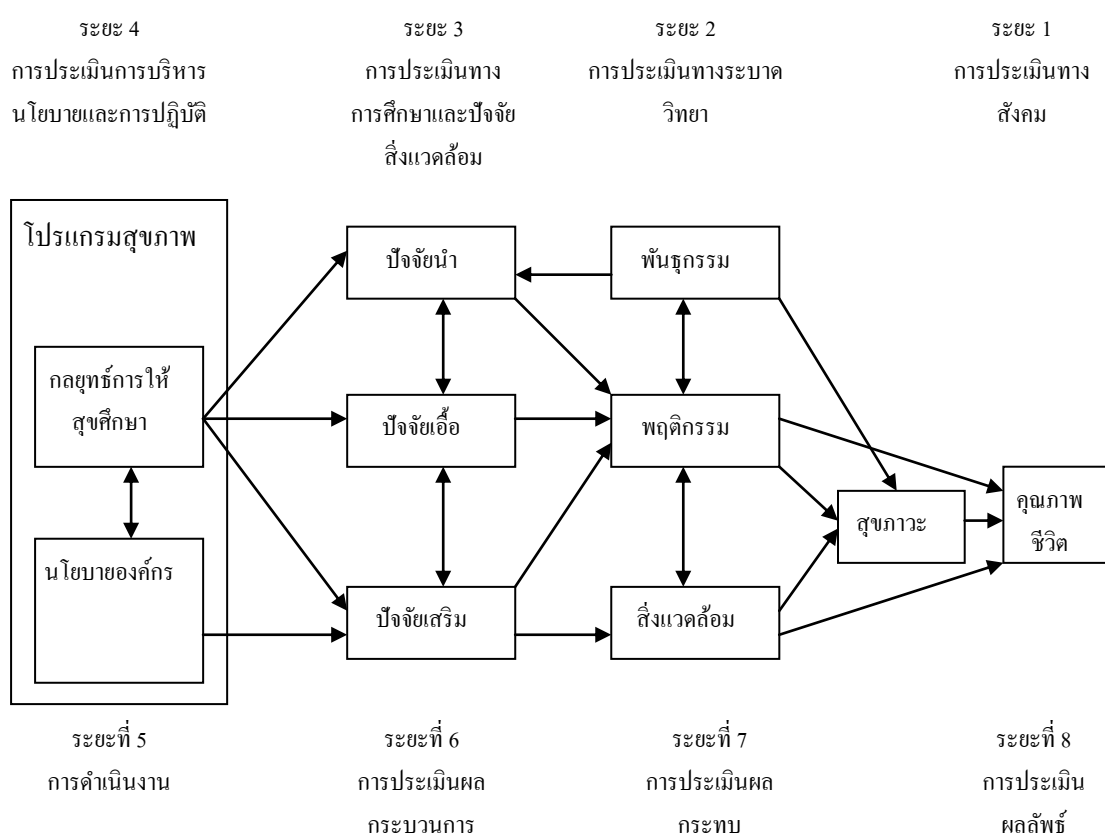 ระยะ 4
การประเมินการบริหาร
นโยบายและการปฏิบัติ
ระยะ 3
การประเมินทาง
การศึกษาและปัจจัย
สิ่งแวดล้อม
ระยะ 2
การประเมินทางระบาด
วิทยา
ระยะ 1
การประเมินทาง
สังคม
โปรแกรมสุขภาพ
กลยุทธ์การให้
สุขศึกษา
นโยบายองค์กร
ปัจจัยนำ
ปัจจัยเอื้อ
ปัจจัยเสริม
พันธุกรรม
พฤติกรรม
สิ่งแวดล้อม
สุขภาวะ
คุณภาพ
ชีวิต
ระยะที่ 5
การดำเนินงาน
ระยะที่ 6
การประเมินผล
กระบวนการ
ระยะที่ 7
การประเมินผล
กระทบ
ระยะที่ 8
การประเมิน
ผลลัพธ์